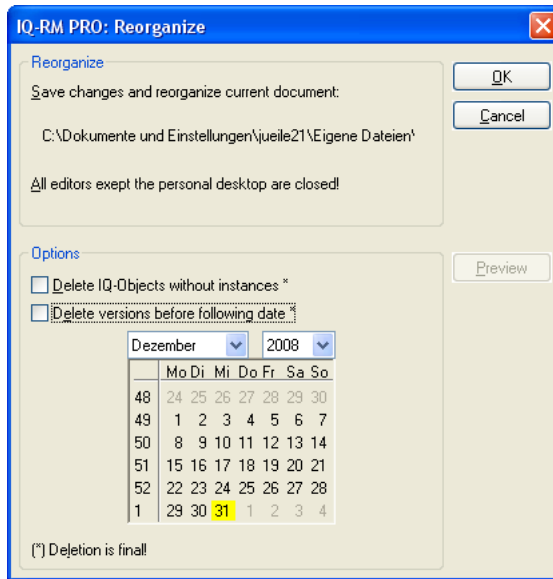 IQ-RM PRO: Reorganize
Reorganize
Save changes and reorganize current document:
C:\Dokumente und Einstellungen\jueile21\Eigene Dateien\
All editors exept the personal desktop are closed!
OK
Cancel
Options
Delete IQ-Objects without instances *
Delete versions before following date *
Preview
Dezember 2008
Mo Di Mi Do Fr Sa So
48 24 25 26 27 28 29 30
49 1 2 3 4 5 6 7
50 8 9 10 11 12 13 14
51 15 16 17 18 19 20 21
52 22 23 24 25 26 27 28
1 29 30 31 1 2 3 4
(*) Deletion is final!